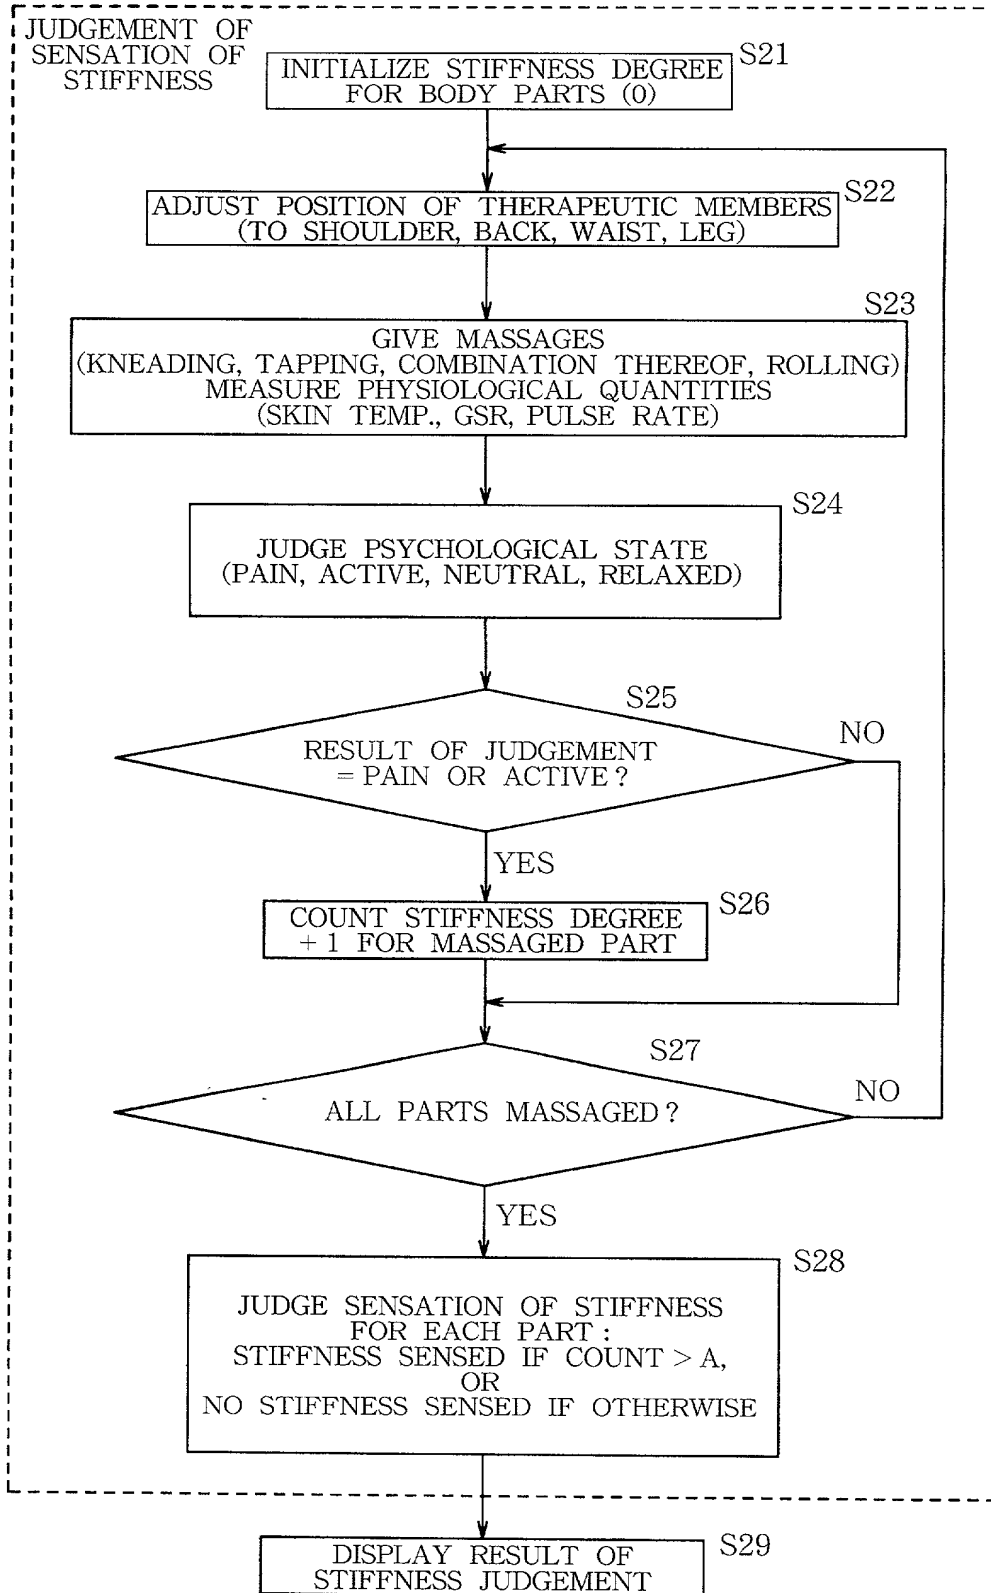 JUDGEMENT OF
SENSATION OF
STIFFNESS
S21
INITIALIZE STIFFNESS DEGREE
FOR BODY PARTS (0)
S22
ADJUST POSITION OF THERAPEUTIC MEMBERS
(TO SHOULDER, BACK, WAIST, LEG)
S23
GIVE MASSAGES
(KNEADING, TAPPING, COMBINATION THEREOF, ROLLING)
MEASURE PHYSIOLOGICAL QUANTITIES
(SKIN TEMP., GSR, PULSE RATE)
S24
JUDGE PSYCHOLOGICAL STATE
(PAIN, ACTIVE, NEUTRAL, RELAXED)
S25
RESULT OF JUDGEMENT
= PAIN OR ACTIVE ?
NO
YES
S26
COUNT STIFFNESS DEGREE
+ 1 FOR MASSAGED PART
S27
ALL PARTS MASSAGED ?
NO
YES
S28
JUDGE SENSATION OF STIFFNESS
FOR EACH PART :
STIFFNESS SENSED IF COUNT > A,
OR
NO STIFFNESS SENSED IF OTHERWISE
S29
DISPLAY RESULT OF
STIFFNESS JUDGEMENT